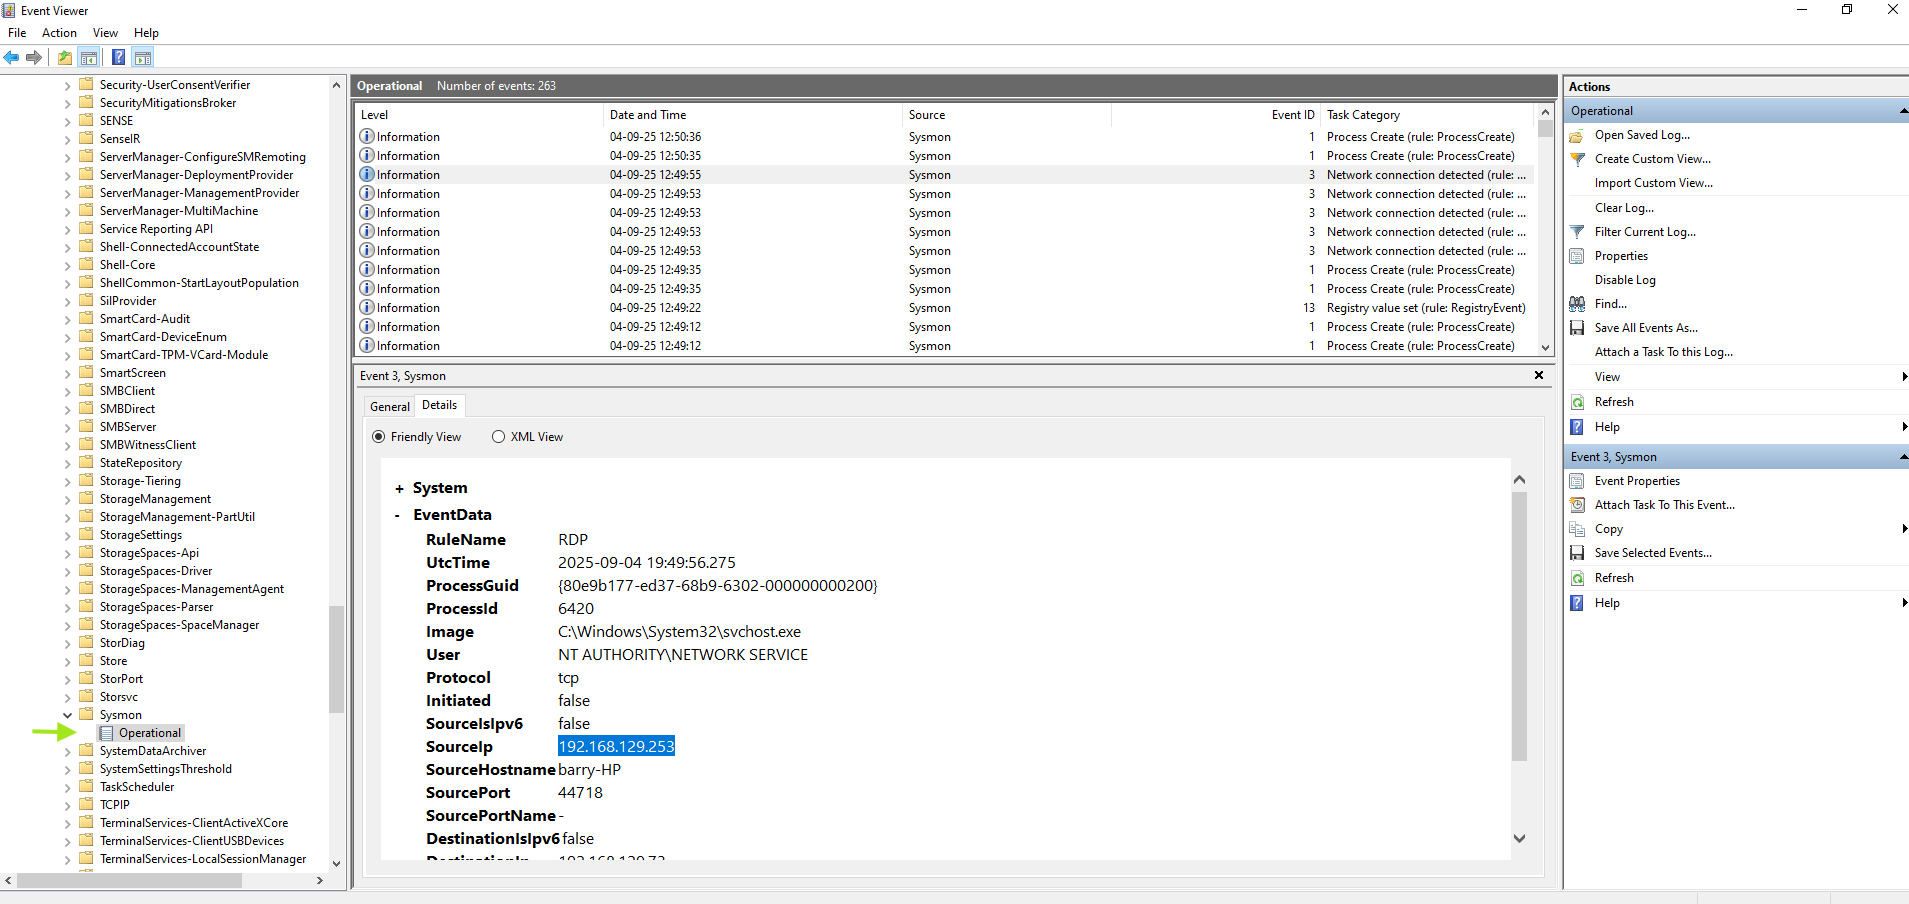 Event Viewer
File Action View Help
Security-UserConsentVerifier
SecurityMitigationsBroker
SENSE
SenseIR
ServerManager-ConfigureSMRemoting
ServerManager-DeploymentProvider
ServerManager-ManagementProvider
ServerManager-MultiMachine
Service Reporting API
Shell-ConnectedAccountState
Shell-Core
ShellCommon-StartLayoutPopulation
SilProvider
SmartCard-Audit
SmartCard-DeviceEnum
SmartCard-TPM-VCard-Module
SmartScreen
SMBClient
SMBDirect
SMBServer
SMBWitnessClient
StateRepository
Storage-Tiering
StorageManagement
StorageManagement-PartUtil
StorageSettings
StorageSpaces-Api
StorageSpaces-Driver
StorageSpaces-ManagementAgent
StorageSpaces-Parser
StorageSpaces-SpaceManager
StorDiag
Store
StorPort
Storsvc
Sysmon
Operational
SystemDataArchiver
SystemSettingsThreshold
TaskScheduler
TCPIP
TerminalServices-ClientActiveXCore
TerminalServices-ClientUSBDevices
TerminalServices-LocalSessionManager
Operational Number of events: 263
Level Date and Time Source Event ID Task Category
Information 04-09-25 12:50:36 Sysmon 1 Process Create (rule: ProcessCreate)
Information 04-09-25 12:50:35 Sysmon 1 Process Create (rule: ProcessCreate)
Information 04-09-25 12:49:55 Sysmon 3 Network connection detected (rule: ...
Information 04-09-25 12:49:53 Sysmon 3 Network connection detected (rule: ...
Information 04-09-25 12:49:53 Sysmon 3 Network connection detected (rule: ...
Information 04-09-25 12:49:53 Sysmon 3 Network connection detected (rule: ...
Information 04-09-25 12:49:53 Sysmon 3 Network connection detected (rule: ...
Information 04-09-25 12:49:35 Sysmon 1 Process Create (rule: ProcessCreate)
Information 04-09-25 12:49:35 Sysmon 1 Process Create (rule: ProcessCreate)
Information 04-09-25 12:49:22 Sysmon 13 Registry value set (rule: RegistryEvent)
Information 04-09-25 12:49:12 Sysmon 1 Process Create (rule: ProcessCreate)
Information 04-09-25 12:49:12 Sysmon 1 Process Create (rule: ProcessCreate)
Event 3, Sysmon
General Details
Friendly View XML View
+ System
- EventData
RuleName RDP
UtcTime 2025-09-04 19:49:56.275
ProcessGuid {80e9b177-ed37-68b9-6302-000000000200}
ProcessId 6420
Image C:\Windows\System32\svchost.exe
User NT AUTHORITY\NETWORK SERVICE
Protocol tcp
Initiated false
SourceIsIpv6 false
SourceIp 192.168.129.253
SourceHostname barry-HP
SourcePort 44718
SourcePortName -
DestinationIsIpv6 false
Actions
Operational
Open Saved Log...
Create Custom View...
Import Custom View...
Clear Log...
Filter Current Log...
Properties
Disable Log
Find...
Save All Events As...
Attach a Task To this Log...
View
Refresh
Help
Event 3, Sysmon
Event Properties
Attach Task To This Event...
Copy
Save Selected Events...
Refresh
Help